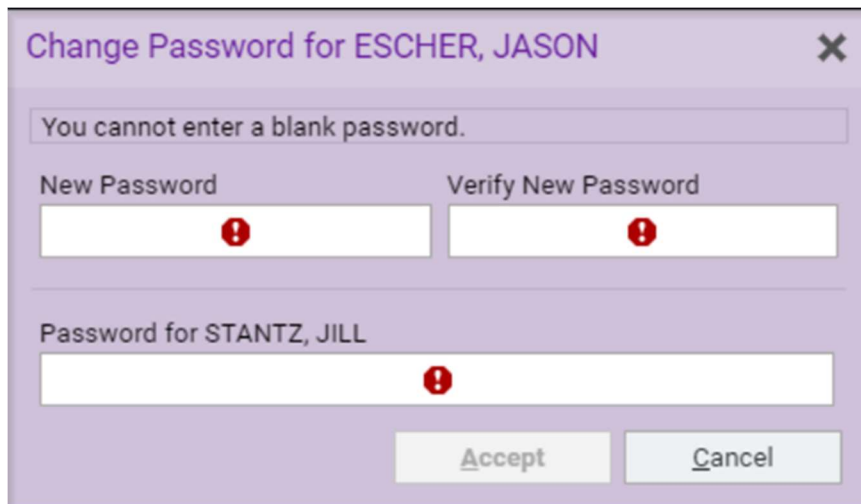 Change Password for ESCHER, JASON
You cannot enter a blank password.
New Password Verify New Password
Password for STANTZ, JILL
Accept Cancel